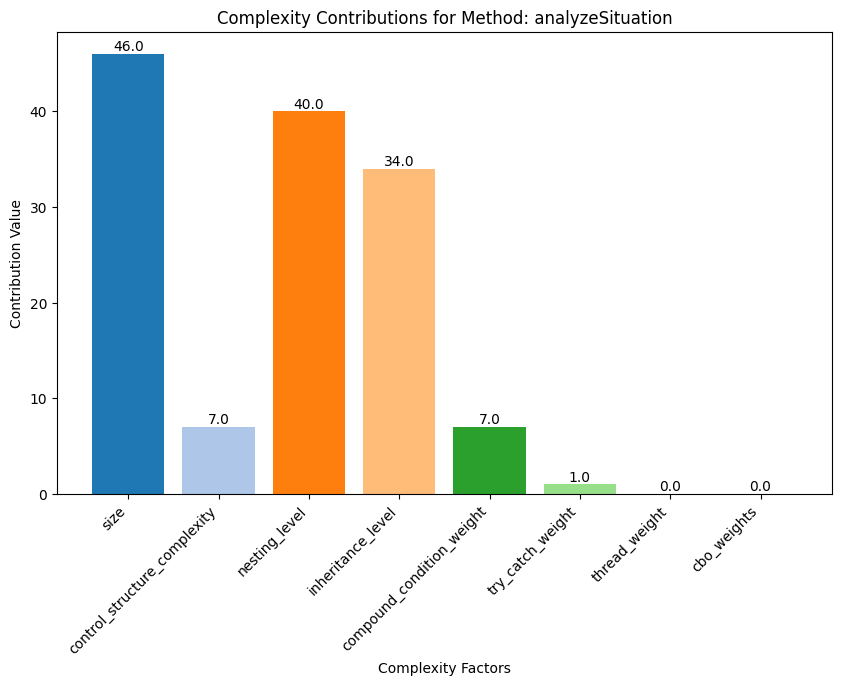 Complexity Contributions for Method: analyzeSituation
Contribution Value
40
30
20
10
0
46.0
7.0
40.0
34.0
7.0
1.0
0.0
0.0
size
control_structure_complexity
nesting_level
inheritance_level
compound_condition_weight
try_catch_weight
thread_weight
cbo_weights
Complexity Factors